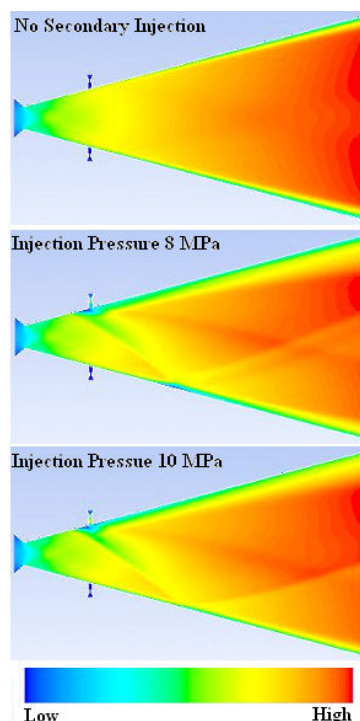 No Secondary Injection
Injection Pressure 8 MPa
Injection Pressue 10 MPa
Low High